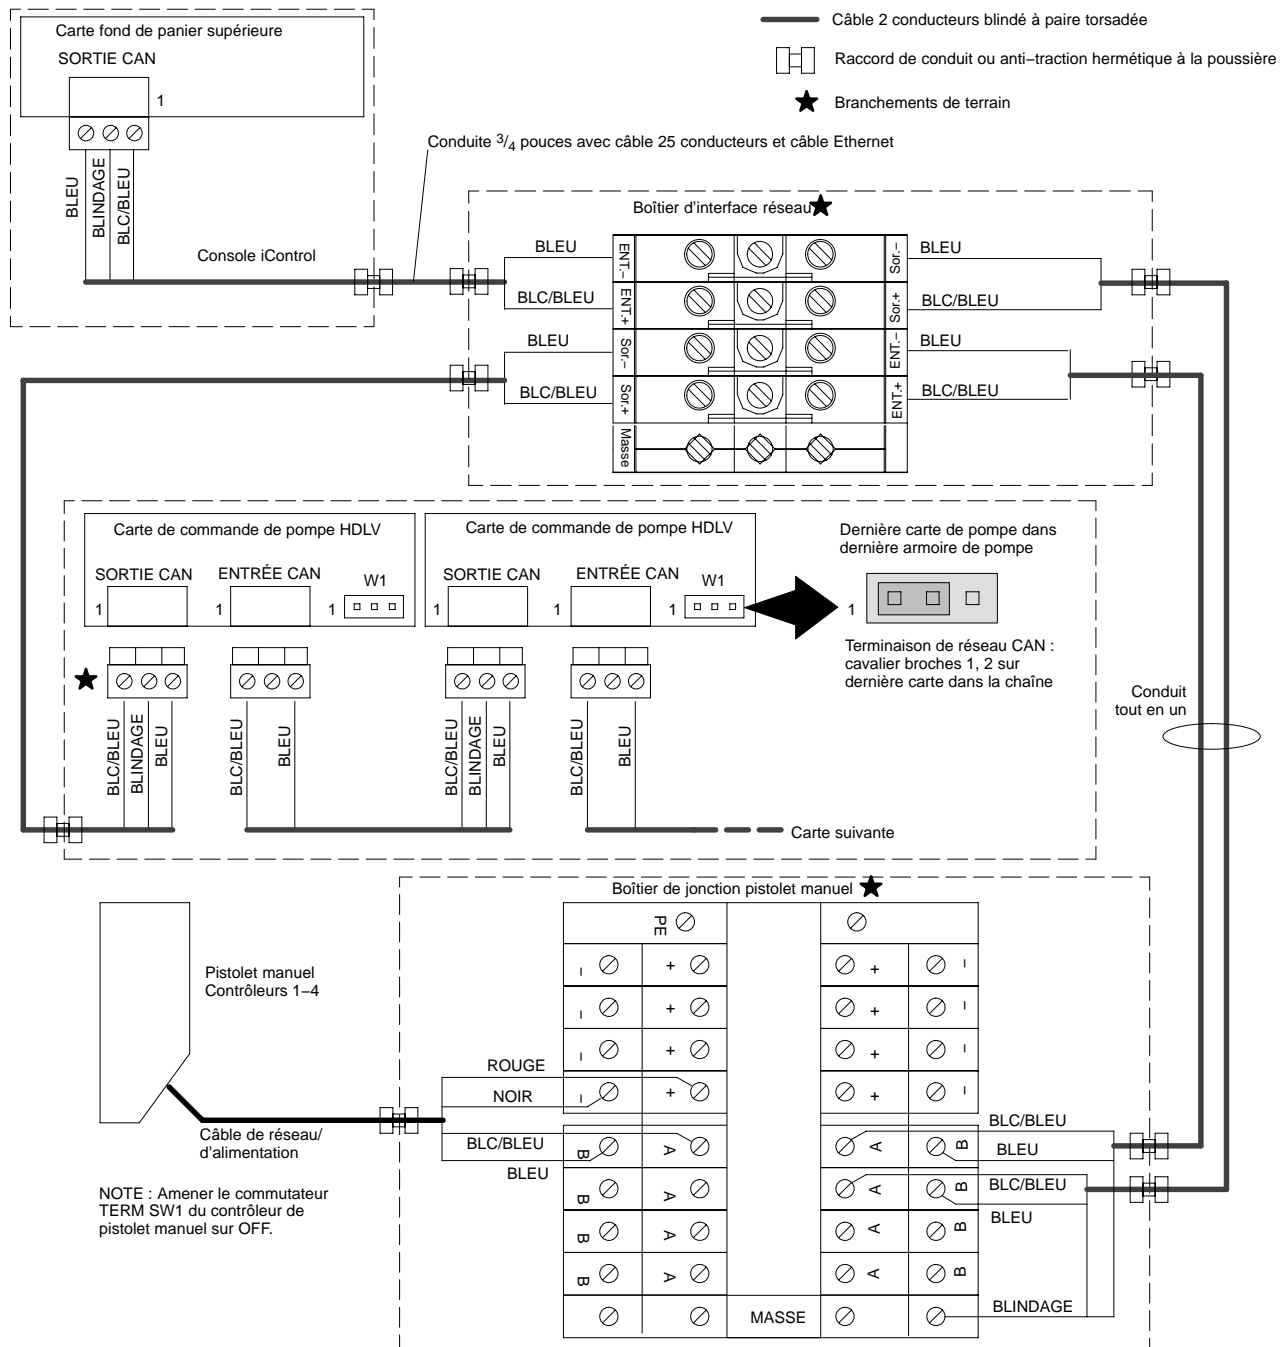 Carte fond de panier supérieure
SORTIE CAN
1
BLEU
BLINDAGE
BLC/BLEU
Console iControl
Câble 2 conducteurs blindé à paire torsadée
Raccord de conduit ou anti−traction hermétique à la poussière
Branchements de terrain
Conduite 3/4 pouces avec câble 25 conducteurs et câble Ethernet
Boîtier d'interface réseau
BLEU
ENT.−
Sor.−
BLEU
BLC/BLEU
ENT.+
Sor.+
BLC/BLEU
BLEU
Sor.−
ENT.−
BLEU
BLC/BLEU
Sor.+
ENT.+
BLC/BLEU
Masse
Carte de commande de pompe HDLV
SORTIE CAN
ENTRÉE CAN
W1
1
1
1
Carte de commande de pompe HDLV
SORTIE CAN
ENTRÉE CAN
W1
1
1
1
Dernière carte de pompe dans
dernière armoire de pompe
1
Terminaison de réseau CAN :
cavalier broches 1, 2 sur
dernière carte dans la chaîne
BLC/BLEU
BLINDAGE
BLEU
BLC/BLEU
BLEU
BLC/BLEU
BLINDAGE
BLEU
BLC/BLEU
BLEU
Carte suivante
Conduit
tout en un
Boîtier de jonction pistolet manuel
PE
− + + −
− + + −
− + + −
− + + −
B A A B
B A A B
B A A B
B A A B
MASSE
Pistolet manuel
Contrôleurs 1−4
ROUGE
NOIR
BLC/BLEU
BLEU
Câble de réseau/
d'alimentation
NOTE : Amener le commutateur
TERM SW1 du contrôleur de
pistolet manuel sur OFF.
BLC/BLEU
BLEU
BLC/BLEU
BLEU
BLINDAGE